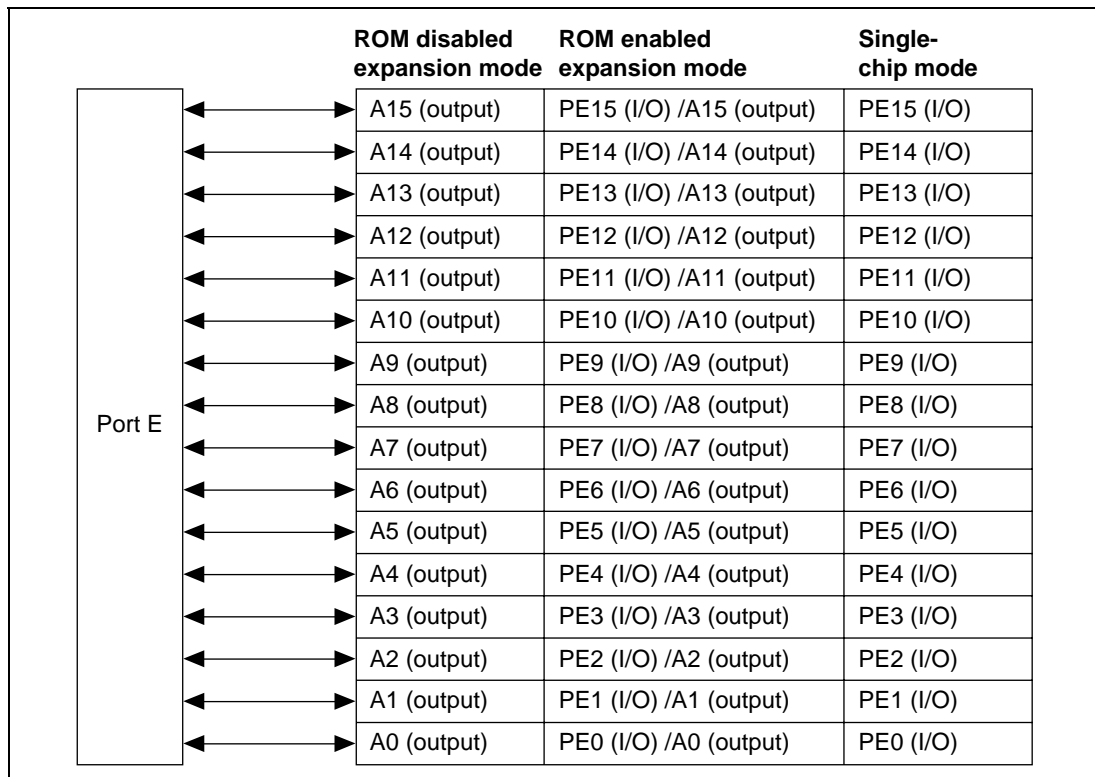 ROM disabled expansion mode ROM enabled expansion mode Single-chip mode
A15 (output) PE15 (I/O) /A15 (output) PE15 (I/O)
A14 (output) PE14 (I/O) /A14 (output) PE14 (I/O)
A13 (output) PE13 (I/O) /A13 (output) PE13 (I/O)
A12 (output) PE12 (I/O) /A12 (output) PE12 (I/O)
A11 (output) PE11 (I/O) /A11 (output) PE11 (I/O)
A10 (output) PE10 (I/O) /A10 (output) PE10 (I/O)
A9 (output) PE9 (I/O) /A9 (output) PE9 (I/O)
A8 (output) PE8 (I/O) /A8 (output) PE8 (I/O)
Port E
A7 (output) PE7 (I/O) /A7 (output) PE7 (I/O)
A6 (output) PE6 (I/O) /A6 (output) PE6 (I/O)
A5 (output) PE5 (I/O) /A5 (output) PE5 (I/O)
A4 (output) PE4 (I/O) /A4 (output) PE4 (I/O)
A3 (output) PE3 (I/O) /A3 (output) PE3 (I/O)
A2 (output) PE2 (I/O) /A2 (output) PE2 (I/O)
A1 (output) PE1 (I/O) /A1 (output) PE1 (I/O)
A0 (output) PE0 (I/O) /A0 (output) PE0 (I/O)